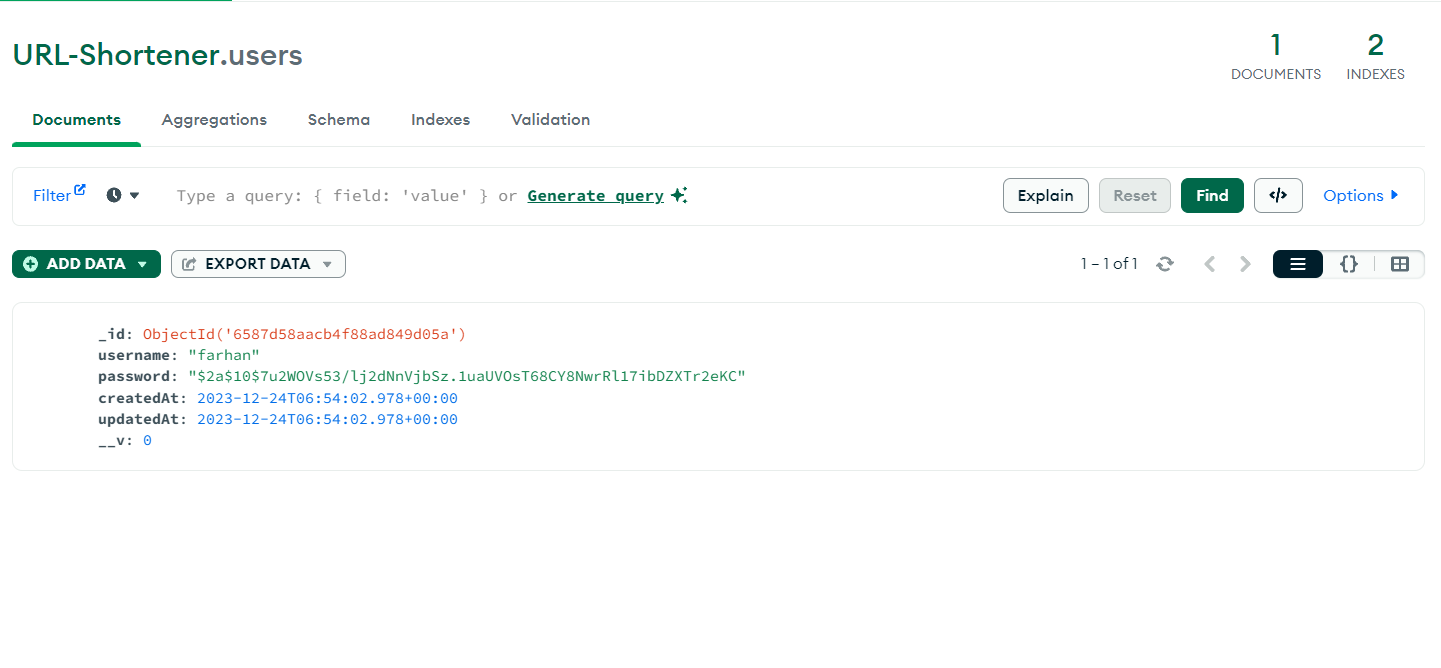 URL-Shortener.users
1 DOCUMENTS
2 INDEXES
Documents Aggregations Schema Indexes Validation
Filter Type a query: { field: 'value' } or Generate query Explain Reset Find </> Options
ADD DATA EXPORT DATA 1 – 1 of 1 {}
_id: ObjectId('6587d58aacb4f88ad849d05a')
username: "farhan"
password: "$2a$10$7u2WOVs53/lj2dNnVjbSz.1uaUVOsT68CY8NwrRl17ibDZXTr2eKC"
createdAt: 2023-12-24T06:54:02.978+00:00
updatedAt: 2023-12-24T06:54:02.978+00:00
__v: 0